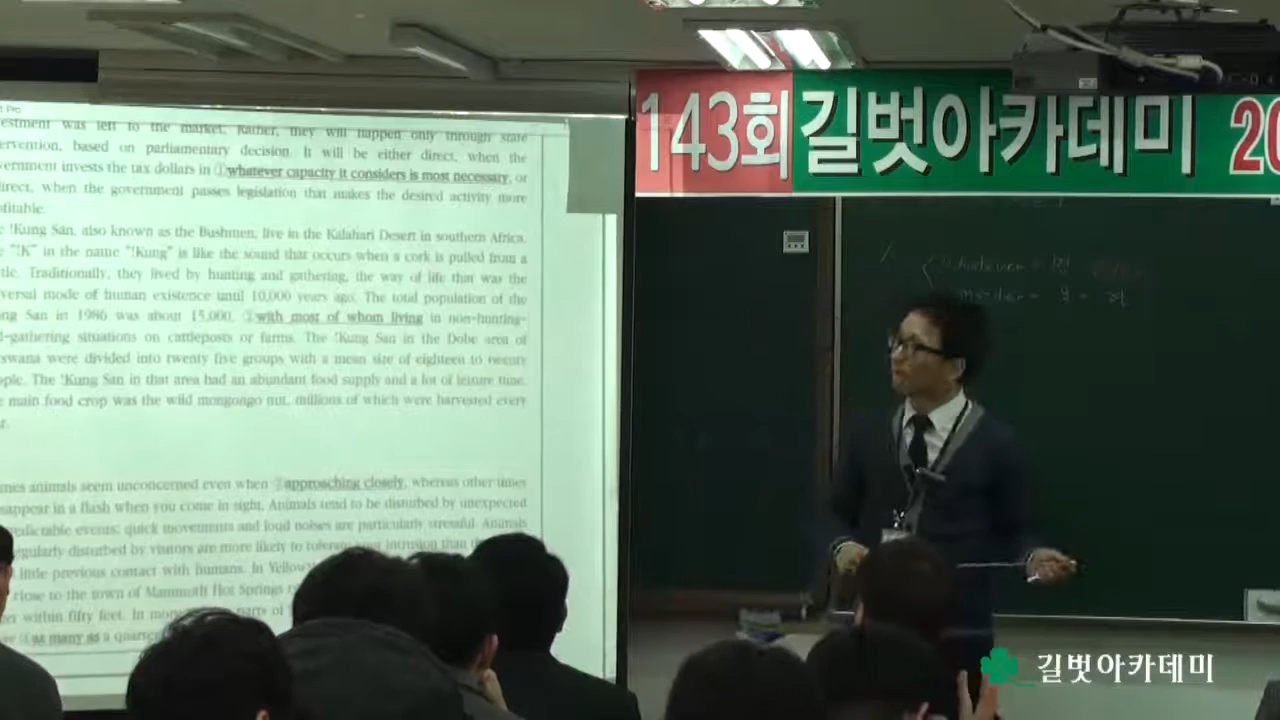 Pro
estment was left to the market. Rather, they will happen only through state
ervention, based on parliamentary decision. It will be either direct, when the
ernment invests the tax dollars in ①whatever capacity it considers is most necessary, or
irect, when the government passes legislation that makes the desired activity more
fitable.
e !Kung San, also known as the Bushmen, live in the Kalahari Desert in southern Africa.
e "!K" in the name "!Kung" is like the sound that occurs when a cork is pulled from a
tle. Traditionally, they lived by hunting and gathering, the way of life that was the
versal mode of human existence until 10,000 years ago. The total population of the
ng San in 1986 was about 15,000, ②with most of whom living in non-hunting-
d-gathering situations on cattleposts or farms. The !Kung San in the Dobe area of
swana were divided into twenty five groups with a mean size of eighteen to twenty
ople. The !Kung San in that area had an abundant food supply and a lot of leisure time.
e main food crop was the wild mongongo nut, millions of which were harvested every
r.
mes animals seem unconcerned even when approaching closely, whereas other times
sappear in a flash when you come in sight. Animals tend to be disturbed by unexpected
redictable events; quick movements and loud noises are particularly stressful. Animals
egularly disturbed by visitors are more likely to tolerate your intrusion than
little previous contact with humans. In
close to the town of Mammoth Hot Springs
within fifty feet. In parts of
as many as a quarter
143회 길벗아카데미 20
길벗아카데미